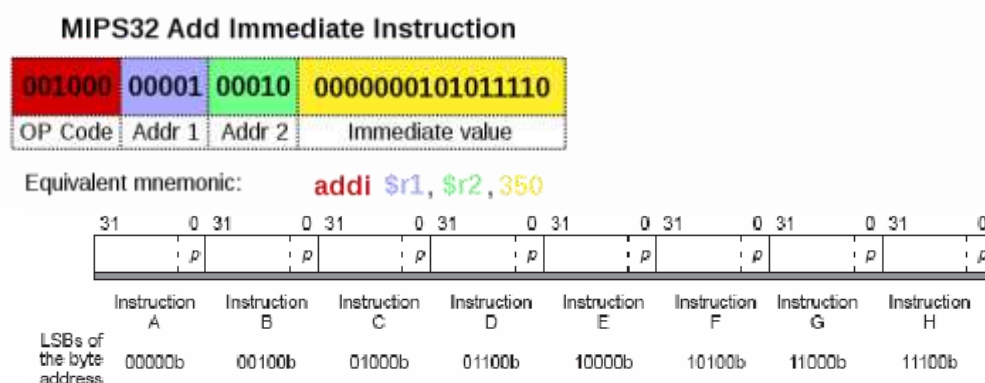 MIPS32 Add Immediate Instruction
001000 00001 00010 0000000101011110
OP Code Addr 1 Addr 2 Immediate value
Equivalent mnemonic: addi $r1, $r2, 350
31 0 31 0 31 0 31 0 31 0 31 0 31 0 31 0
p p p p p p p p
Instruction Instruction Instruction Instruction Instruction Instruction Instruction Instruction
A B C D E F G H
LSBs of
the byte 00000b 00100b 01000b 01100b 10000b 10100b 11000b 11100b
address